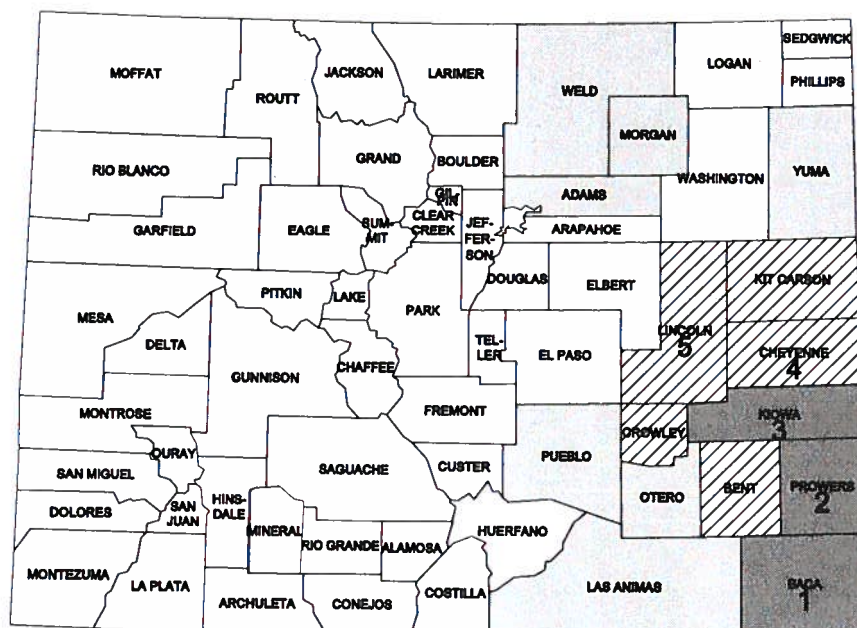 SEDGWICK
MOFFAT
JACKSON
LARIMER
LOGAN
ROUTT
WELD
PHILLIPS
MORGAN
GRAND
BOULDER
RIO BLANCO
WASHINGTON
YUMA
GIL-
PIN
ADAMS
CLEAR
CREEK
GARFIELD
EAGLE
SUM-
MIT
JEF-
FER-
SON
ARAPAHOE
DOUGLAS
ELBERT
KIT CARSON
PITKIN
LAKE
PARK
MESA
LINCOLN
5
DELTA
TEL-
LER
EL PASO
CHEYENNE
4
CHAFFEE
GUNNISON
MONTROSE
FREMONT
KIOWA
3
CROWLEY
OURAY
SAGUACHE
CUSTER
PUEBLO
SAN MIGUEL
BENT
PROWERS
2
OTERO
DOLORES
SAN
JUAN
HINS-
DALE
MINERAL
HUERFANO
RIO GRANDE
ALAMOSA
MONTEZUMA
LA PLATA
LAS ANIMAS
BACA
1
COSTILLA
ARCHULETA
CONEJOS